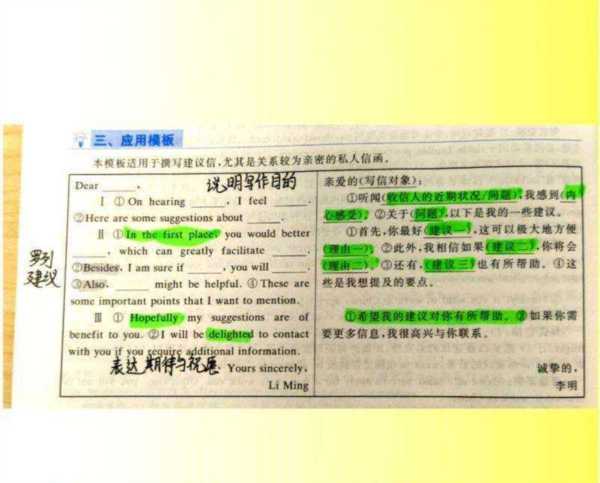 三、应用模板
本模板适用于撰写建议信,尤其是关系较为亲密的私人信函。
Dear ______,
说明写作目的
Ⅰ ①On hearing ______, I feel ______.
②Here are some suggestions about ______.
Ⅱ ①In the first place, you would better
______, which can greatly facilitate ______.
②Besides, I am sure if ______, you will ______.
③Also, ______ might be helpful. ④These are
some important points that I want to mention.
Ⅲ ①Hopefully my suggestions are of
benefit to you. ②I will be delighted to contact
with you if you require additional information.
表达期待与祝愿
Yours sincerely,
Li Ming
罗列
建议
亲爱的(写信对象):
①听闻(收信人的近期状况/问题),我感到(内
心感受)。②关于(问题),以下是我的一些建议。
①首先,你最好(建议一),这可以极大地方便
(理由一)。②此外,我相信如果(建议二),你将会
(理由二)。③还有,(建议三)也有所帮助。④这
些是我想提及的要点。
①希望我的建议对你有所帮助。②如果你需
要更多信息,我很高兴与你联系。
诚挚的,
李明